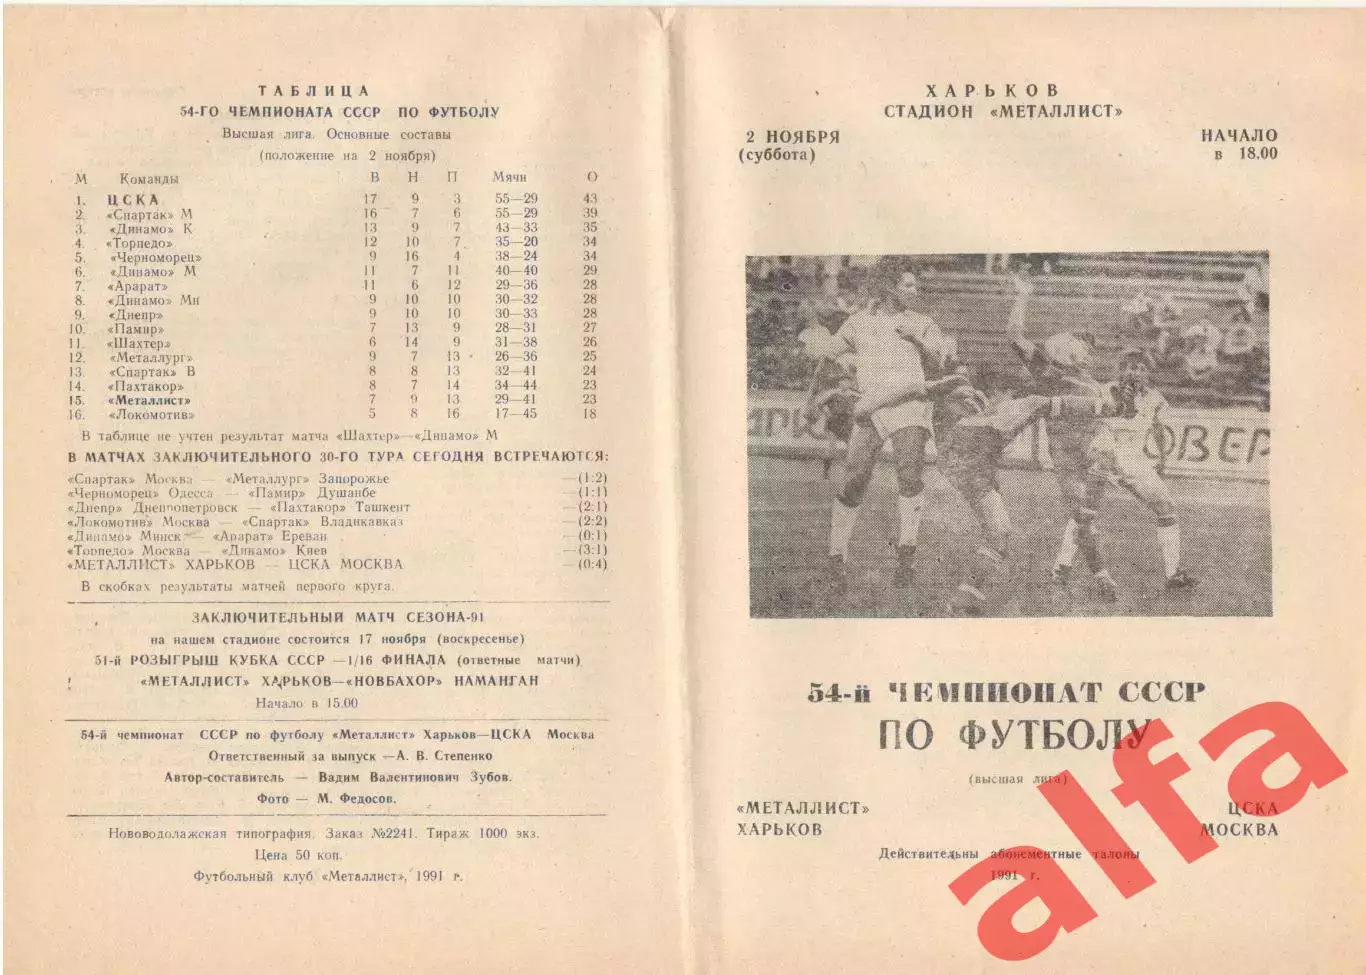 ТАБЛИЦА
54-ГО ЧЕМПИОНАТА СССР ПО ФУТБОЛУ
Высшая лига. Основные составы
(положение на 2 ноября)
М Команды В Н П Мячи О
1. ЦСКА 17 9 3 55—29 43
2. «Спартак» М 16 7 6 55—29 39
3. «Динамо» К 13 9 7 43—33 35
4. «Торпедо» 12 10 7 35—20 34
5. «Черноморец» 9 16 4 38—24 34
6. «Динамо» М 11 7 11 40—40 29
7. «Арарат» 11 6 12 29—36 28
8. «Динамо» Мн 9 10 10 30—32 28
9. «Днепр» 9 10 10 30—33 28
10. «Памир» 7 13 9 28—31 27
11. «Шахтер» 6 14 9 31—38 26
12. «Металлург» 9 7 13 26—36 25
13. «Спартак» В 8 8 13 32—41 24
14. «Пахтакор» 8 7 14 34—44 23
15. «Металлист» 7 9 13 29—41 23
16. «Локомотив» 5 8 16 17—45 18
В таблице не учтен результат матча «Шахтер»—«Динамо» М
В МАТЧАХ ЗАКЛЮЧИТЕЛЬНОГО 30-ГО ТУРА СЕГОДНЯ ВСТРЕЧАЮТСЯ:
«Спартак» Москва — «Металлург» Запорожье —(1:2)
«Черноморец» Одесса — «Памир» Душанбе —(1:1)
«Днепр» Днепропетровск — «Пахтакор» Ташкент —(2:1)
«Локомотив» Москва — «Спартак» Владикавказ —(2:2)
«Динамо» Минск — «Арарат» Ереван —(0:1)
«Торпедо» Москва — «Динамо» Киев —(3:1)
«МЕТАЛЛИСТ» ХАРЬКОВ — ЦСКА МОСКВА —(0:4)
В скобках результаты матчей первого круга.
ЗАКЛЮЧИТЕЛЬНЫЙ МАТЧ СЕЗОНА-91
на нашем стадионе состоится 17 ноября (воскресенье)
51-й РОЗЫГРЫШ КУБКА СССР —1/16 ФИНАЛА (ответные матчи)
«МЕТАЛЛИСТ» ХАРЬКОВ—«НОВБАХОР» НАМАНГАН
Начало в 15.00
54-й чемпионат СССР по футболу «Металлист» Харьков—ЦСКА Москва
Ответственный за выпуск —А. В. Степенко
Автор-составитель — Вадим Валентинович Зубов.
Фото — М. Федосов.
Нововодолажская типография. Заказ №2241. Тираж 1000 экз.
Цена 50 коп.
Футбольный клуб «Металлист», 1991 г.
ХАРЬКОВ
СТАДИОН «МЕТАЛЛИСТ»
2 НОЯБРЯ НАЧАЛО
(суббота) в 18.00
ОВЕР
54-й ЧЕМПИОНАТ СССР
ПО ФУТБОЛУ
(высшая лига)
«МЕТАЛЛИСТ» ЦСКА
ХАРЬКОВ МОСКВА
Действительны абонементные талоны
1991 г.
alfa